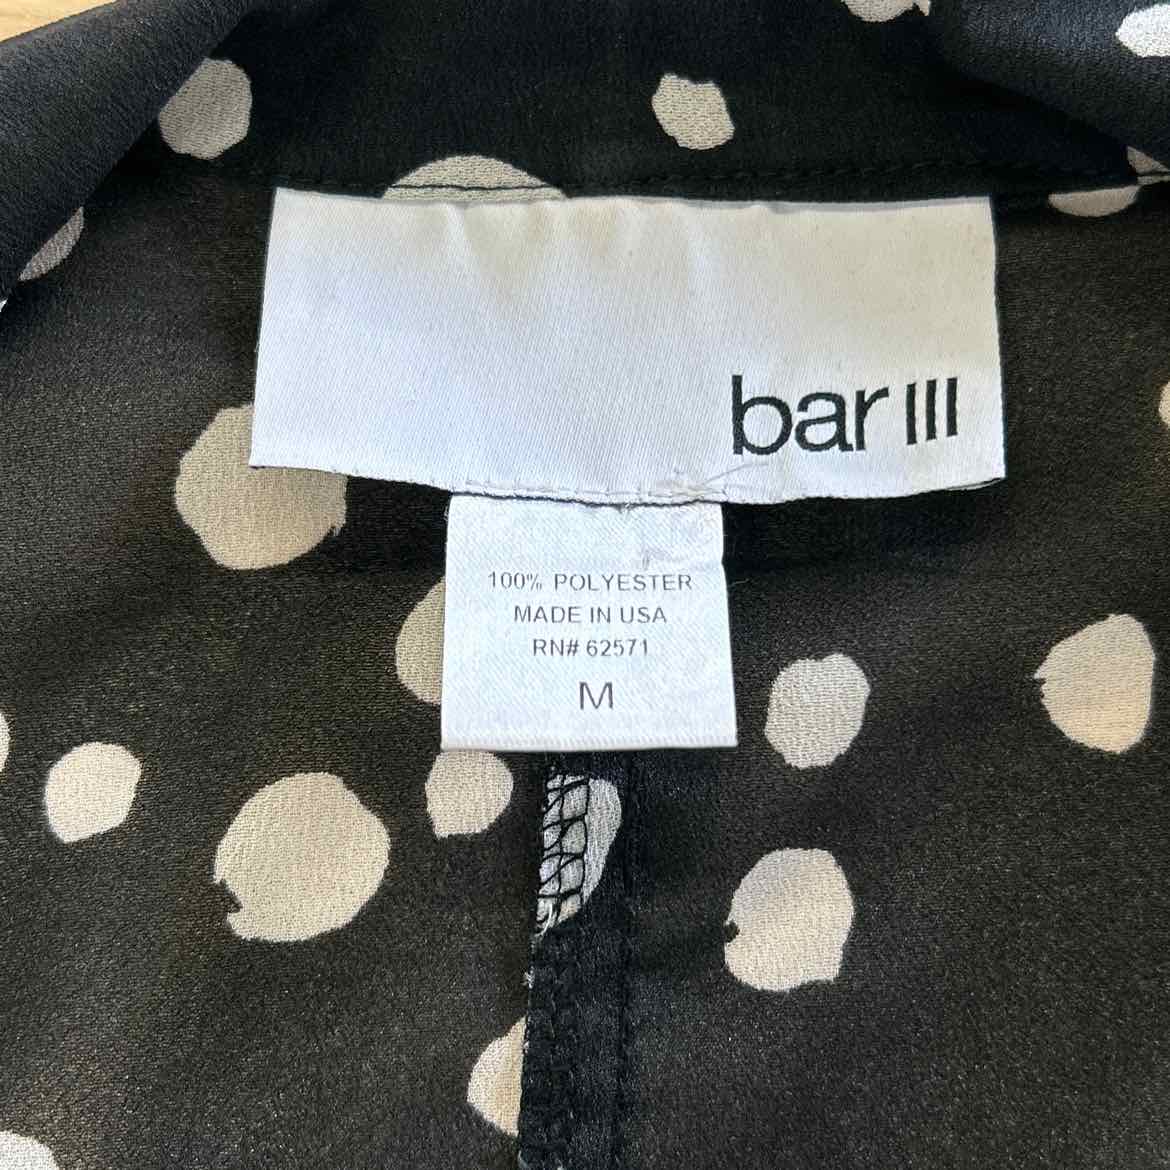 bar III
100% POLYESTER
MADE IN USA
RN# 62571
M